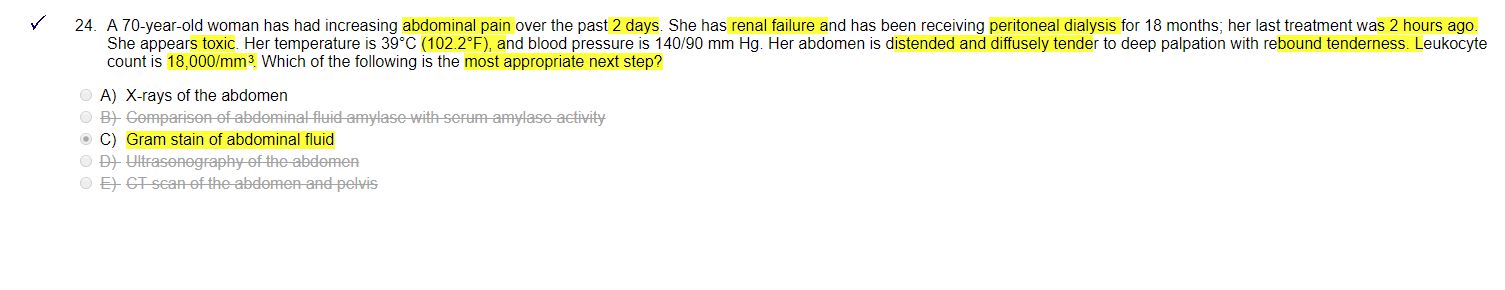 24. A 70-year-old woman has had increasing abdominal pain over the past 2 days. She has renal failure and has been receiving peritoneal dialysis for 18 months; her last treatment was 2 hours ago.
She appears toxic. Her temperature is 39°C (102.2°F), and blood pressure is 140/90 mm Hg. Her abdomen is distended and diffusely tender to deep palpation with rebound tenderness. Leukocyte
count is 18,000/mm³. Which of the following is the most appropriate next step?
A) X-rays of the abdomen
B) Comparison of abdominal fluid amylase with serum amylase activity
C) Gram stain of abdominal fluid
D) Ultrasonography of the abdomen
E) CT scan of the abdomen and pelvis